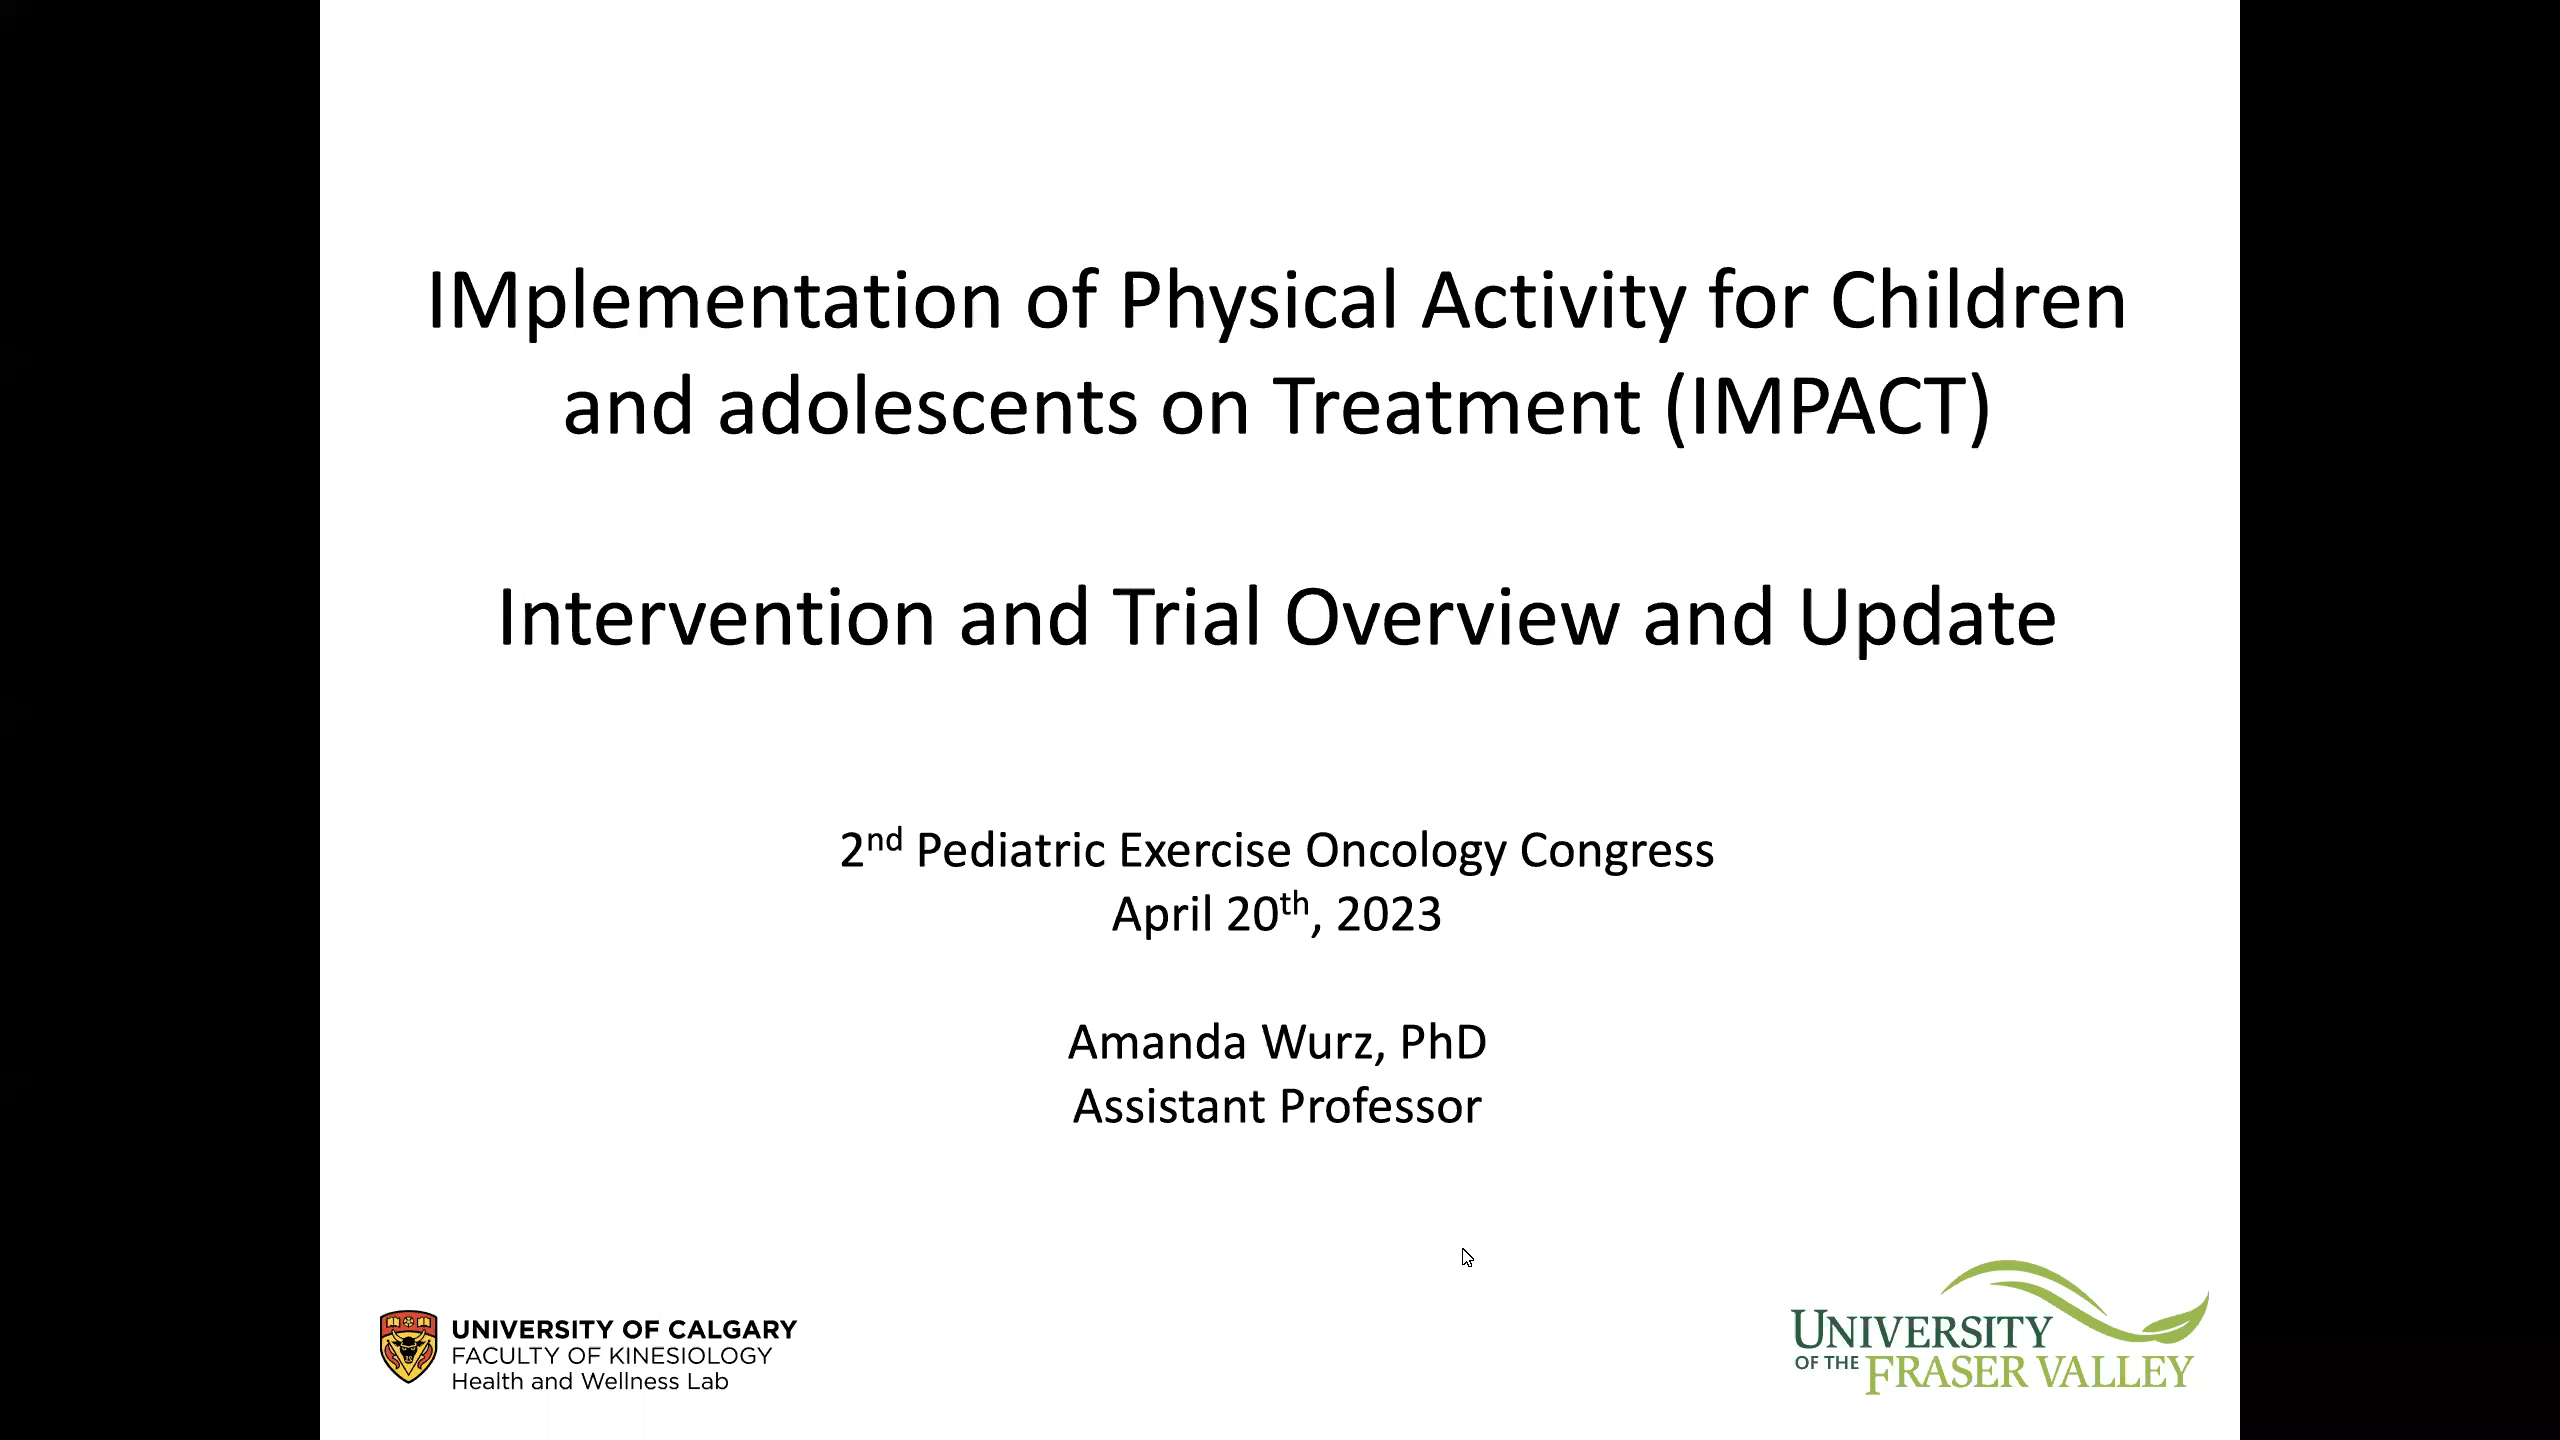 IMplementation of Physical Activity for Children
and adolescents on Treatment (IMPACT)
Intervention and Trial Overview and Update
2nd Pediatric Exercise Oncology Congress
April 20th, 2023
Amanda Wurz, PhD
Assistant Professor
UNIVERSITY OF CALGARY
FACULTY OF KINESIOLOGY
Health and Wellness Lab
UNIVERSITY
OF THE FRASER VALLEY